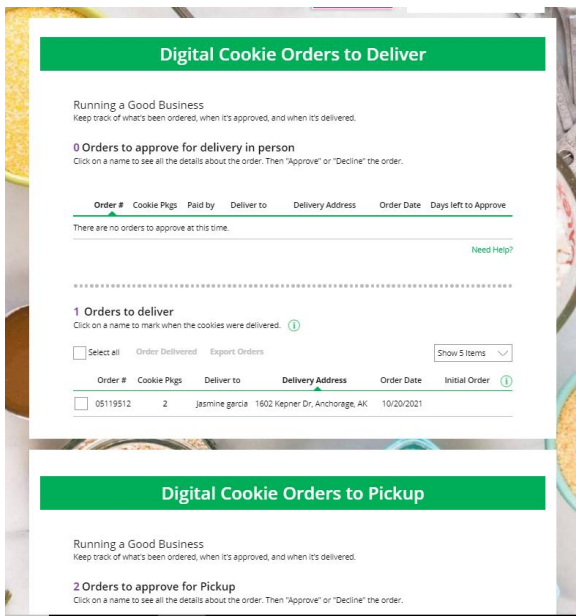 Digital Cookie Orders to Deliver
Running a Good Business
Keep track of what's been ordered, when it's approved, and when it's delivered.
0 Orders to approve for delivery in person
Click on a name to see all the details about the order. Then "Approve" or "Decline" the order.
Order # Cookie Pkgs Paid by Deliver to Delivery Address Order Date Days left to Approve
There are no orders to approve at this time.
Need Help?
1 Orders to deliver
Click on a name to mark when the cookies were delivered. i
Select all Order Delivered Export Orders Show 5 Items
Order # Cookie Pkgs Deliver to Delivery Address Order Date Initial Order i
05119512 2 Jasmine garcia 1602 Kepner Dr, Anchorage, AK 10/20/2021
Digital Cookie Orders to Pickup
Running a Good Business
Keep track of what's been ordered, when it's approved, and when it's delivered.
2 Orders to approve for Pickup
Click on a name to see all the details about the order. Then "Approve" or "Decline" the order.